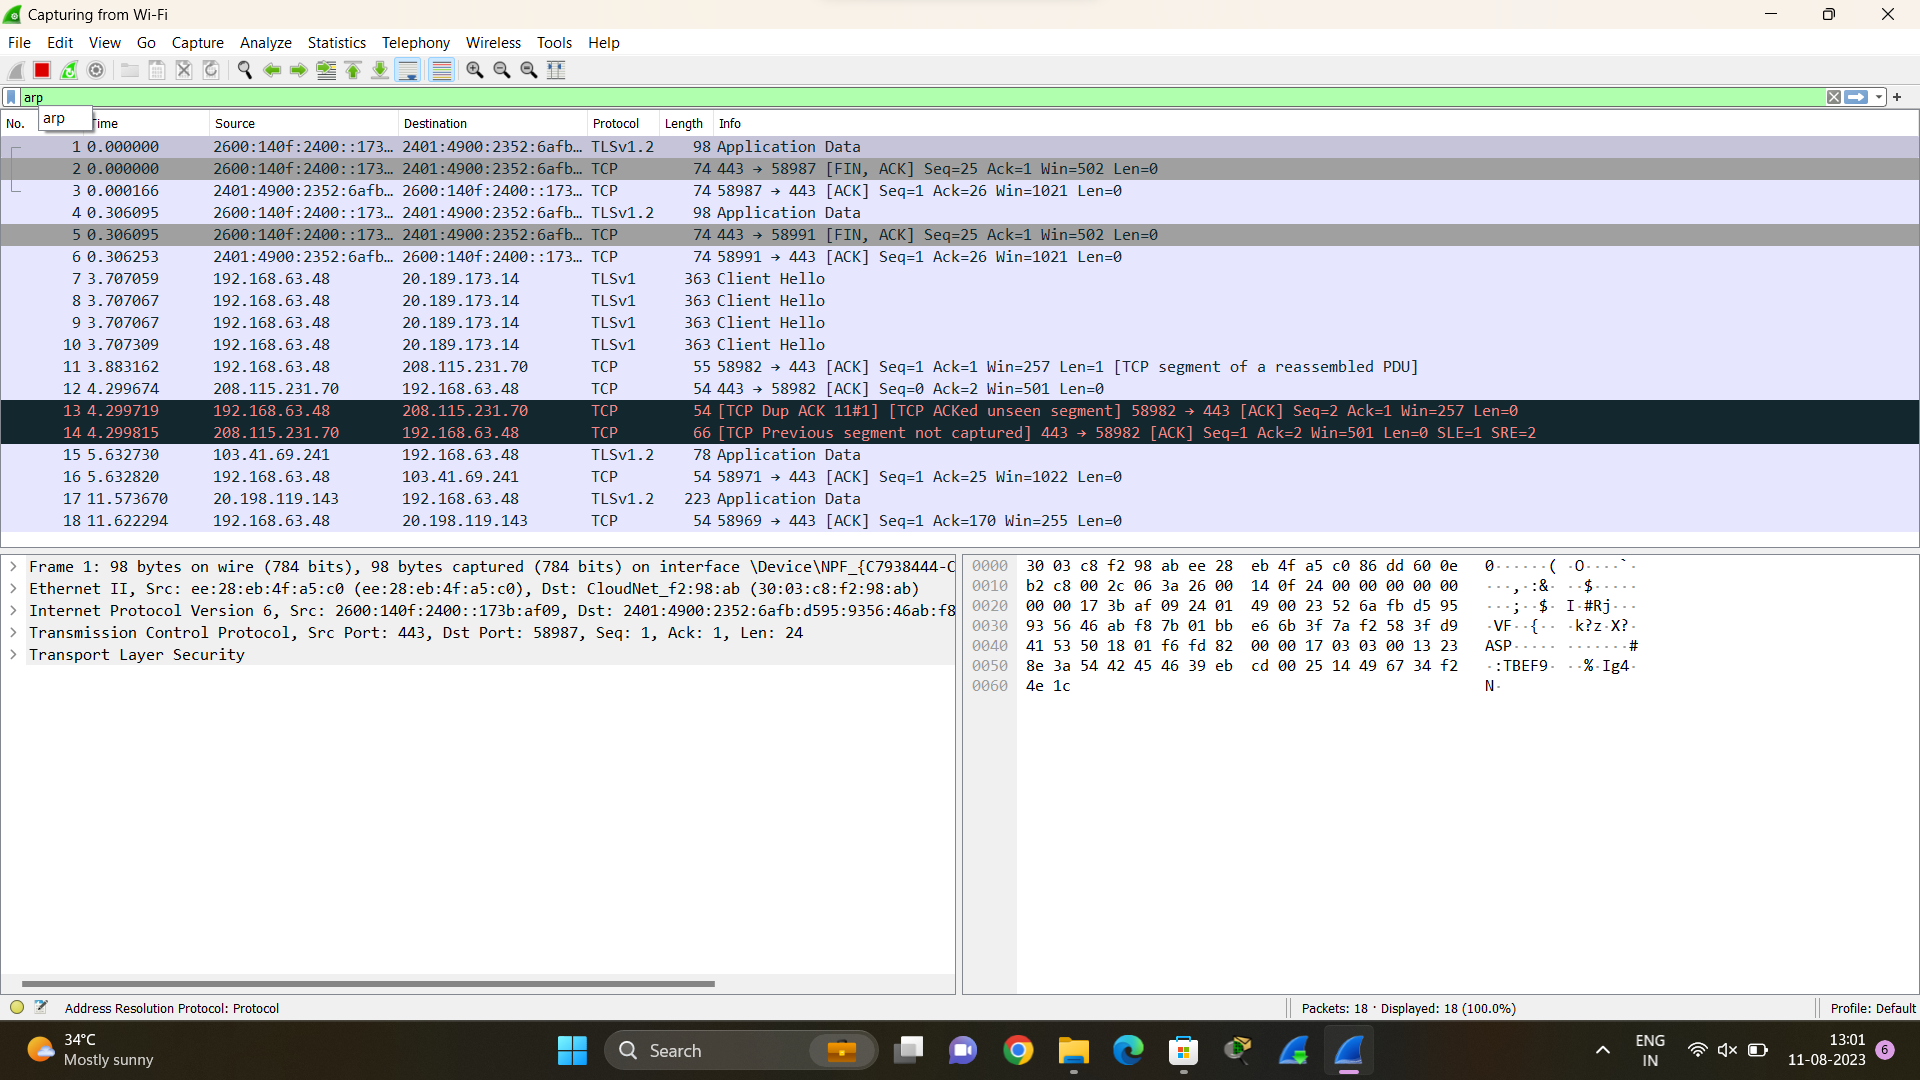 Capturing from Wi-Fi
File Edit View Go Capture Analyze Statistics Telephony Wireless Tools Help
arp
arp
No. Time Source Destination Protocol Length Info
1 0.000000 2600:140f:2400::173… 2401:4900:2352:6afb… TLSv1.2 98 Application Data
2 0.000000 2600:140f:2400::173… 2401:4900:2352:6afb… TCP 74 443 → 58987 [FIN, ACK] Seq=25 Ack=1 Win=502 Len=0
3 0.000166 2401:4900:2352:6afb… 2600:140f:2400::173… TCP 74 58987 → 443 [ACK] Seq=1 Ack=26 Win=1021 Len=0
4 0.306095 2600:140f:2400::173… 2401:4900:2352:6afb… TLSv1.2 98 Application Data
5 0.306095 2600:140f:2400::173… 2401:4900:2352:6afb… TCP 74 443 → 58991 [FIN, ACK] Seq=25 Ack=1 Win=502 Len=0
6 0.306253 2401:4900:2352:6afb… 2600:140f:2400::173… TCP 74 58991 → 443 [ACK] Seq=1 Ack=26 Win=1021 Len=0
7 3.707059 192.168.63.48 20.189.173.14 TLSv1 363 Client Hello
8 3.707067 192.168.63.48 20.189.173.14 TLSv1 363 Client Hello
9 3.707067 192.168.63.48 20.189.173.14 TLSv1 363 Client Hello
10 3.707309 192.168.63.48 20.189.173.14 TLSv1 363 Client Hello
11 3.883162 192.168.63.48 208.115.231.70 TCP 55 58982 → 443 [ACK] Seq=1 Ack=1 Win=257 Len=1 [TCP segment of a reassembled PDU]
12 4.299674 208.115.231.70 192.168.63.48 TCP 54 443 → 58982 [ACK] Seq=0 Ack=2 Win=501 Len=0
13 4.299719 192.168.63.48 208.115.231.70 TCP 54 [TCP Dup ACK 11#1] [TCP ACKed unseen segment] 58982 → 443 [ACK] Seq=2 Ack=1 Win=257 Len=0
14 4.299815 208.115.231.70 192.168.63.48 TCP 66 [TCP Previous segment not captured] 443 → 58982 [ACK] Seq=1 Ack=2 Win=501 Len=0 SLE=1 SRE=2
15 5.632730 103.41.69.241 192.168.63.48 TLSv1.2 78 Application Data
16 5.632820 192.168.63.48 103.41.69.241 TCP 54 58971 → 443 [ACK] Seq=1 Ack=25 Win=1022 Len=0
17 11.573670 20.198.119.143 192.168.63.48 TLSv1.2 223 Application Data
18 11.622294 192.168.63.48 20.198.119.143 TCP 54 58969 → 443 [ACK] Seq=1 Ack=170 Win=255 Len=0
Frame 1: 98 bytes on wire (784 bits), 98 bytes captured (784 bits) on interface \Device\NPF_{C7938444-C
Ethernet II, Src: ee:28:eb:4f:a5:c0 (ee:28:eb:4f:a5:c0), Dst: CloudNet_f2:98:ab (30:03:c8:f2:98:ab)
Internet Protocol Version 6, Src: 2600:140f:2400::173b:af09, Dst: 2401:4900:2352:6afb:d595:9356:46ab:f8
Transmission Control Protocol, Src Port: 443, Dst Port: 58987, Seq: 1, Ack: 1, Len: 24
Transport Layer Security
0000 30 03 c8 f2 98 ab ee 28 eb 4f a5 c0 86 dd 60 0e 0······( ·O····`·
0010 b2 c8 00 2c 06 3a 26 00 14 0f 24 00 00 00 00 00 ···,·:&· ··$·····
0020 00 00 17 3b af 09 24 01 49 00 23 52 6a fb d5 95 ···;··$· I·#Rj···
0030 93 56 46 ab f8 7b 01 bb e6 6b 3f 7a f2 58 3f d9 ·VF··{·· ·k?z·X?·
0040 41 53 50 18 01 f6 fd 82 00 00 17 03 03 00 13 23 ASP····· ·······#
0050 8e 3a 54 42 45 46 39 eb cd 00 25 14 49 67 34 f2 ·:TBEF9· ··%·Ig4·
0060 4e 1c N·
Address Resolution Protocol: Protocol
Packets: 18 · Displayed: 18 (100.0%)
Profile: Default
34°C
Mostly sunny
Search
ENG
IN
13:01
11-08-2023
6